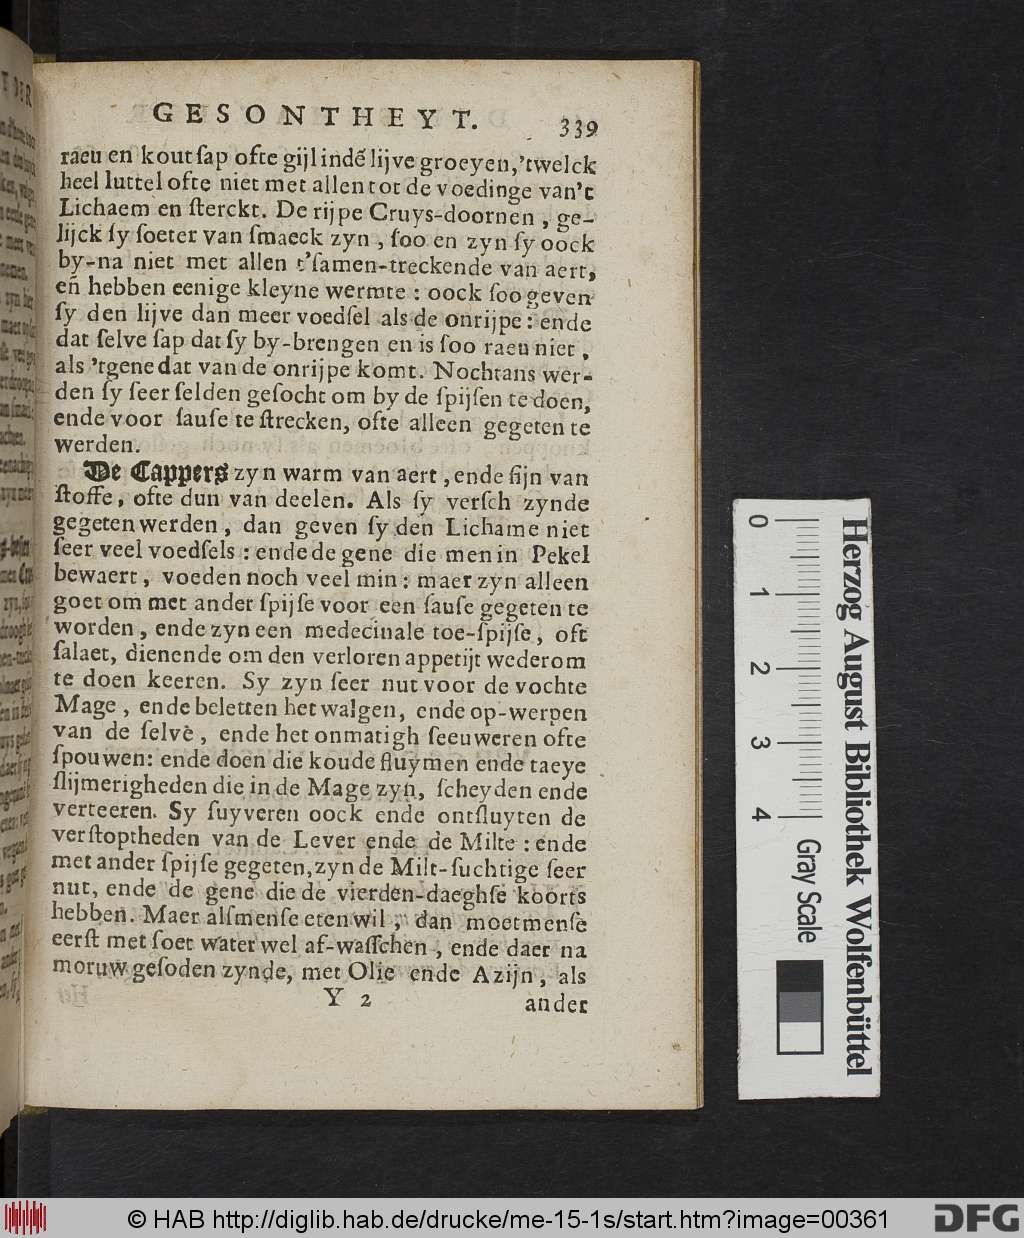 GESONTHEYT. 339
raeu en kout ſap ofte gijl indẽ lijve groeyen, 'twelck
heel luttel ofte niet met allen tot de voedinge van't
Lichaem en ſterckt. De rijpe Cruys-doornen, ge-
lijck ſy ſoeter van ſmaeck zyn, ſoo en zyn ſy oock
by-na niet met allen t'ſamen-treckende van aert,
eñ hebben eenige kleyne wermte: oock ſoo geven
ſy den lijve dan meer voedſel als de onrijpe: ende
dat ſelve ſap dat ſy by-brengen en is ſoo raeu niet,
als 'tgene dat van de onrijpe komt. Nochtans wer-
den ſy ſeer ſelden geſocht om by de ſpijſen te doen,
ende voor ſauſe te ſtrecken, ofte alleen gegeten te
werden.
De Cappers zyn warm van aert, ende fijn van
ſtoffe, ofte dun van deelen. Als ſy verſch zynde
gegeten werden, dan geven ſy den Lichame niet
ſeer veel voedſels: ende de gene die men in Pekel
bewaert, voeden noch veel min: maer zyn alleen
goet om met ander ſpijſe voor een ſauſe gegeten te
worden, ende zyn een medecinale toe-ſpijſe, oft
ſalaet, dienende om den verloren appetijt wederom
te doen keeren. Sy zyn ſeer nut voor de vochte
Mage, ende beletten het walgen, ende op-werpen
van de ſelve, ende het onmatigh ſeeuweren ofte
ſpouwen: ende doen die koude fluymen ende taeye
ſlijmerigheden die in de Mage zyn, ſcheyden ende
verteeren. Sy ſuyveren oock ende ontſluyten de
verſtoptheden van de Lever ende de Milte: ende
met ander ſpijſe gegeten, zyn de Milt-ſuchtige ſeer
nut, ende de gene die de vierden-daeghſe koorts
hebben. Maer alſmenſe eten wil, dan moetmenſe
eerſt met ſoet water wel af-waſſchen, ende daer na
moruw geſoden zynde, met Olie ende Azijn, als
Y 2 ander
0 1 2 3 4
Herzog August Bibliothek Wolfenbüttel
Gray Scale
© HAB http://diglib.hab.de/drucke/me-15-1s/start.htm?image=00361
DFG